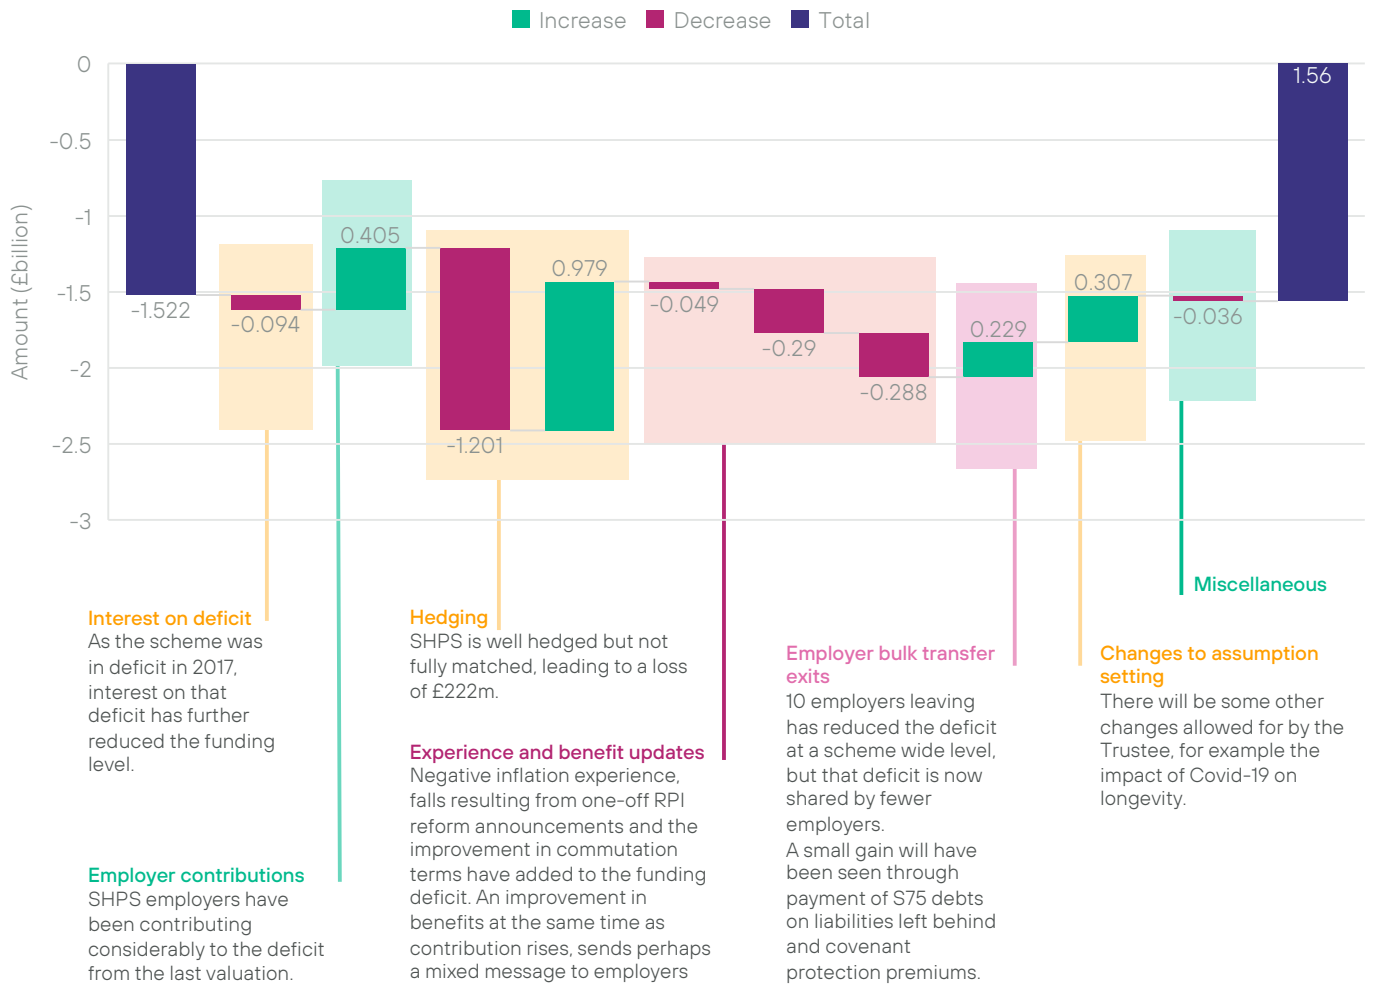 Increase Decrease Total
0
-0.5
-1
-1.5
-2
-2.5
-3
Amount (£billion)
-1.522
-0.094
0.405
-1.201
0.979
-0.049
-0.29
-0.288
0.229
0.307
-0.036
1.56
Interest on deficit
As the scheme was
in deficit in 2017,
interest on that
deficit has further
reduced the funding
level.
Employer contributions
SHPS employers have
been contributing
considerably to the deficit
from the last valuation.
Hedging
SHPS is well hedged but not
fully matched, leading to a loss
of £222m.
Experience and benefit updates
Negative inflation experience,
falls resulting from one-off RPI
reform announcements and the
improvement in commutation
terms have added to the funding
deficit. An improvement in
benefits at the same time as
contribution rises, sends perhaps
a mixed message to employers
Employer bulk transfer
exits
10 employers leaving
has reduced the deficit
at a scheme wide level,
but that deficit is now
shared by fewer
employers.
A small gain will have
been seen through
payment of S75 debts
on liabilities left behind
and covenant
protection premiums.
Changes to assumption
setting
There will be some other
changes allowed for by the
Trustee, for example the
impact of Covid-19 on
longevity.
Miscellaneous